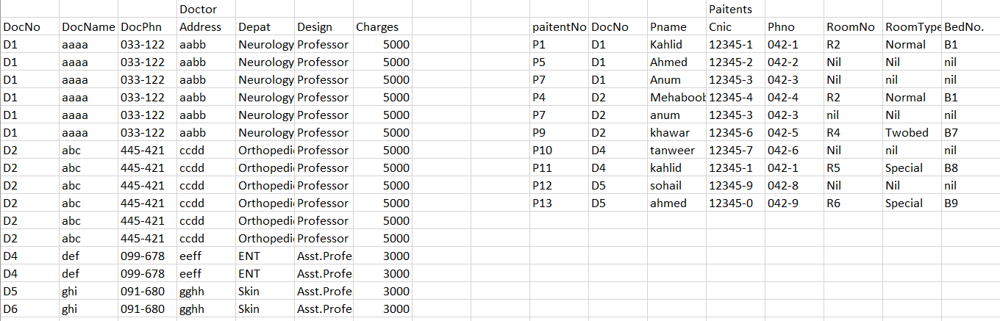 Doctor Paitents
DocNo DocName DocPhn Address Depat Design Charges paitentNo DocNo Pname Cnic Phno RoomNo RoomType BedNo.
D1 aaaa 033-122 aabb Neurology Professor 5000 P1 D1 Kahlid 12345-1 042-1 R2 Normal B1
D1 aaaa 033-122 aabb Neurology Professor 5000 P5 D1 Ahmed 12345-2 042-2 Nil Nil nil
D1 aaaa 033-122 aabb Neurology Professor 5000 P7 D1 Anum 12345-3 042-3 Nil nil nil
D1 aaaa 033-122 aabb Neurology Professor 5000 P4 D2 Mehaboob 12345-4 042-4 R2 Normal B1
D1 aaaa 033-122 aabb Neurology Professor 5000 P7 D2 anum 12345-3 042-3 nil Nil nil
D1 aaaa 033-122 aabb Neurology Professor 5000 P9 D2 khawar 12345-6 042-5 R4 Twobed B7
D2 abc 445-421 ccdd Orthopedi Professor 5000 P10 D4 tanweer 12345-7 042-6 Nil nil nil
D2 abc 445-421 ccdd Orthopedi Professor 5000 P11 D4 kahlid 12345-1 042-1 R5 Special B8
D2 abc 445-421 ccdd Orthopedi Professor 5000 P12 D5 sohail 12345-9 042-8 Nil Nil nil
D2 abc 445-421 ccdd Orthopedi Professor 5000 P13 D5 ahmed 12345-0 042-9 R6 Special B9
D2 abc 445-421 ccdd Orthopedi Professor 5000
D2 abc 445-421 ccdd Orthopedi Professor 5000
D4 def 099-678 eeff ENT Asst.Profe 3000
D4 def 099-678 eeff ENT Asst.Profe 3000
D5 ghi 091-680 gghh Skin Asst.Profe 3000
D6 ghi 091-680 gghh Skin Asst.Profe 3000